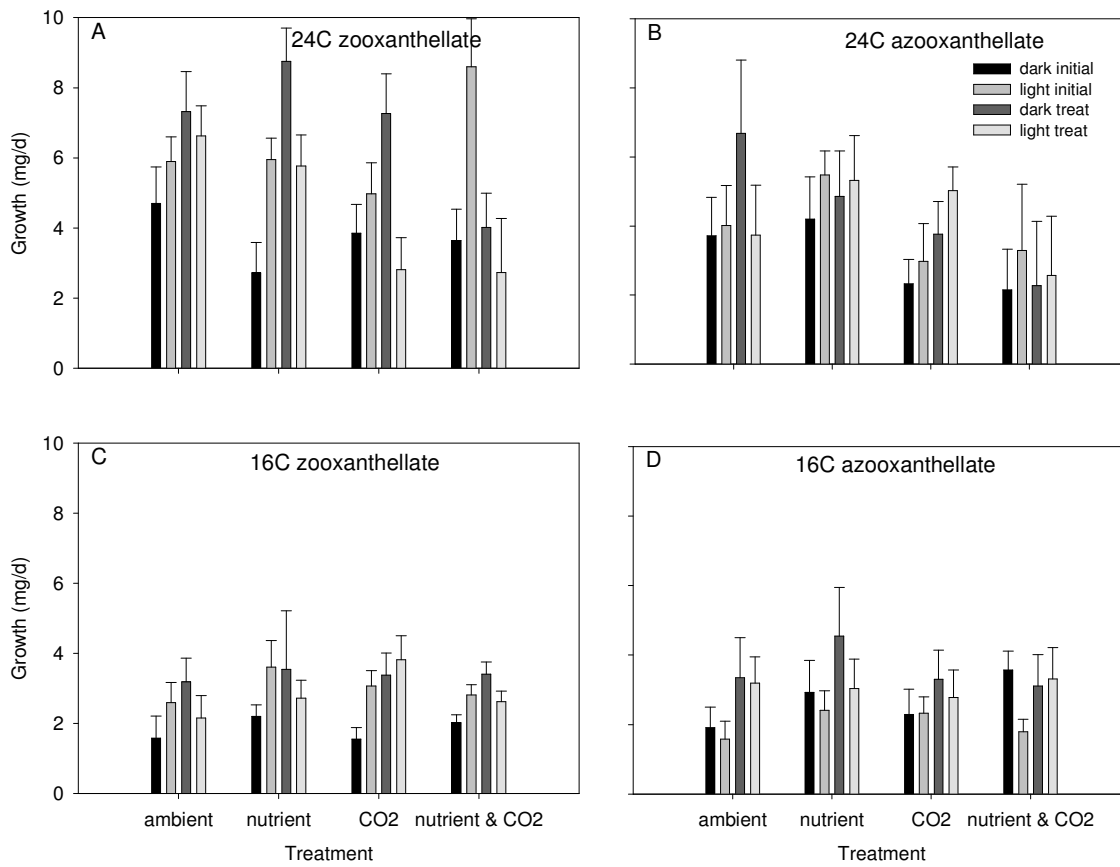 A
24C zooxanthellate
B
24C azooxanthellate
dark initial
light initial
dark treat
light treat
Growth (mg/d)
10
8
6
4
2
0
C
16C zooxanthellate
D
16C azooxanthellate
Growth (mg/d)
10
8
6
4
2
0
ambient nutrient CO2 nutrient & CO2
Treatment
ambient nutrient CO2 nutrient & CO2
Treatment